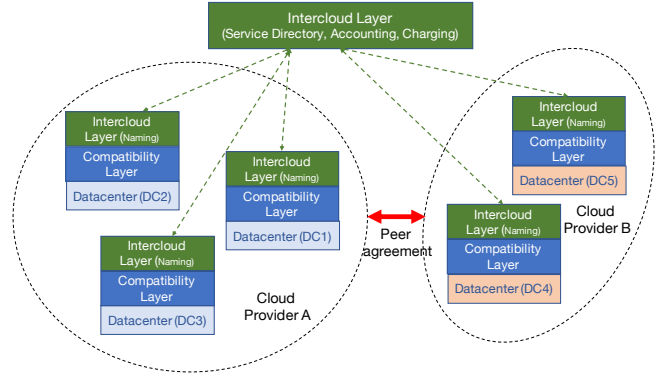 Intercloud Layer
(Service Directory, Accounting, Charging)
Intercloud
Layer (Naming)
Compatibility
Layer
Datacenter (DC2)
Intercloud
Layer (Naming)
Compatibility
Layer
Datacenter (DC1)
Intercloud
Layer (Naming)
Compatibility
Layer
Datacenter (DC3)
Cloud
Provider A
Peer
agreement
Intercloud
Layer (Naming)
Compatibility
Layer
Datacenter (DC5)
Cloud
Provider B
Intercloud
Layer (Naming)
Compatibility
Layer
Datacenter (DC4)